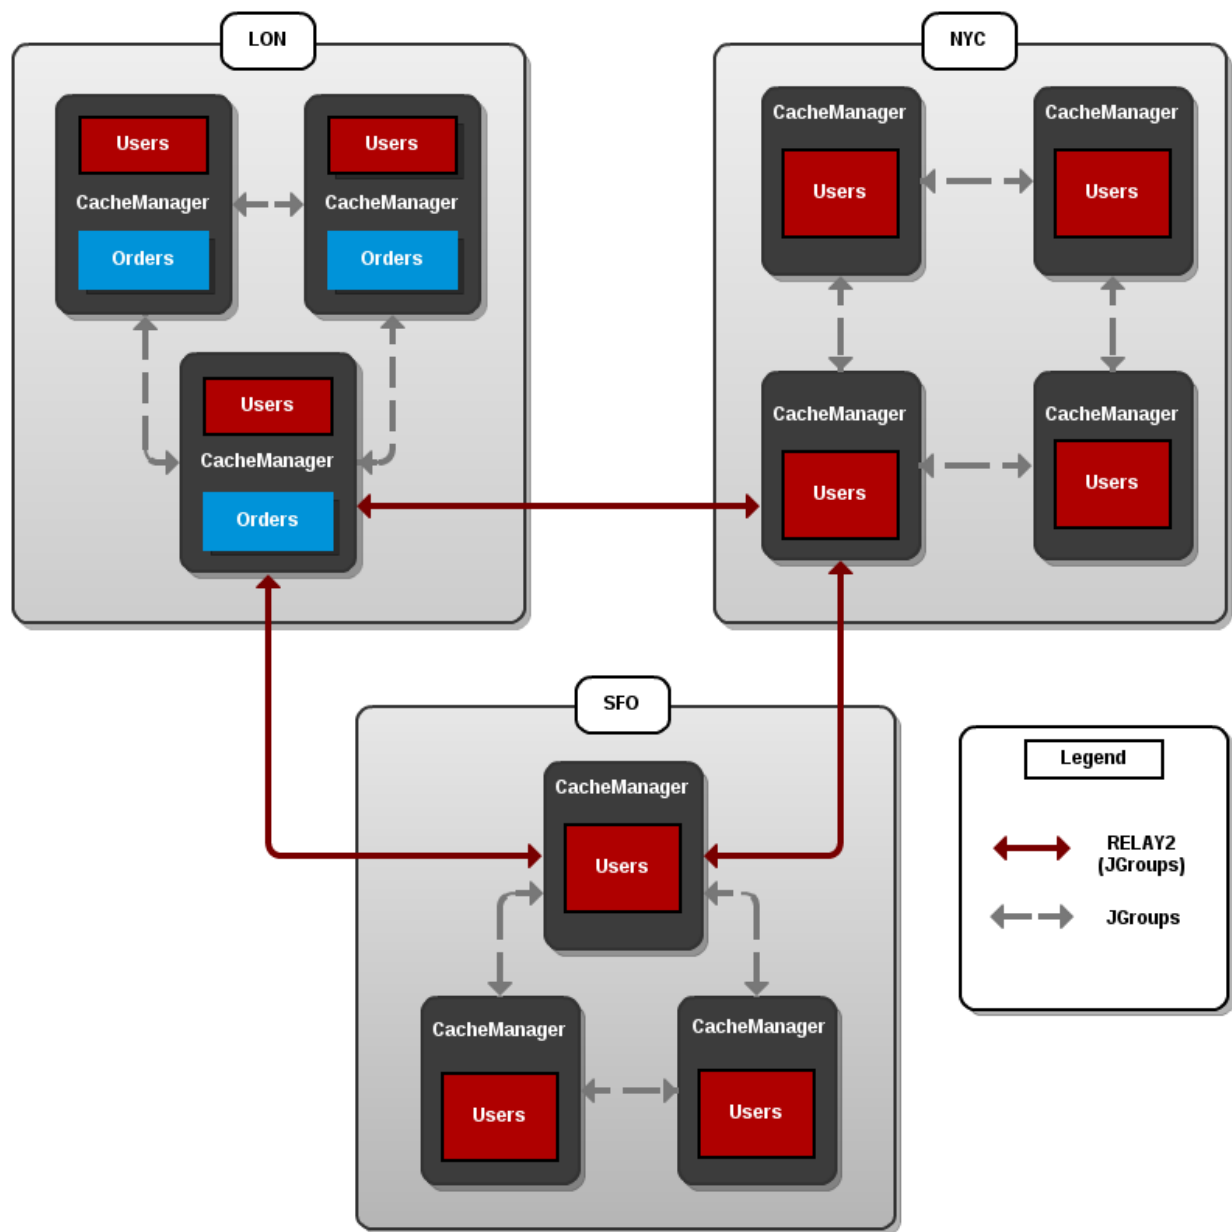 LON
Users
CacheManager
Orders
Users
CacheManager
Orders
Users
CacheManager
Orders
NYC
CacheManager
Users
CacheManager
Users
CacheManager
Users
CacheManager
Users
SFO
CacheManager
Users
CacheManager
Users
CacheManager
Users
Legend
RELAY2
(JGroups)
JGroups